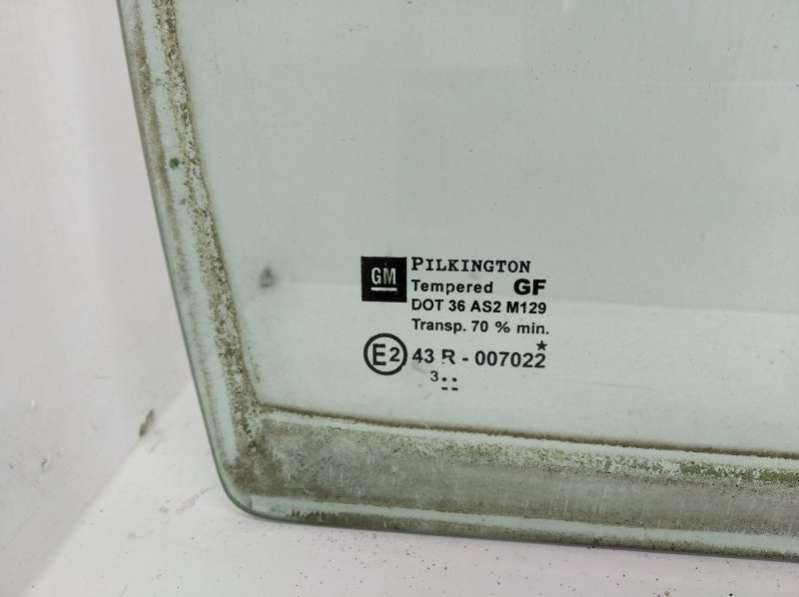 GM PILKINGTON
Tempered GF
DOT 36 AS2 M129
Transp. 70 % min.
E2 43 R - 007022 ★
3 : :